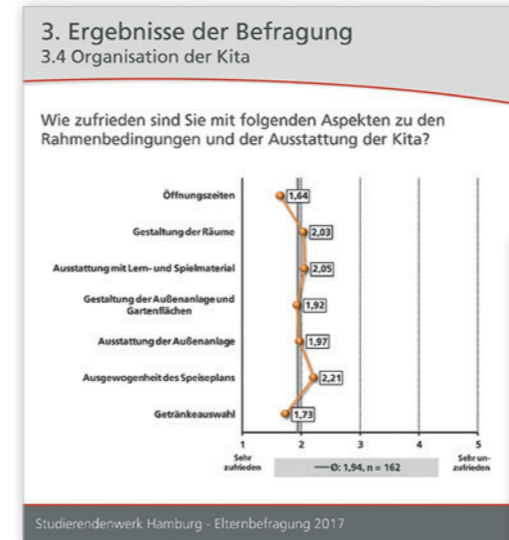 3. Ergebnisse der Befragung
3.4 Organisation der Kita
Wie zufrieden sind Sie mit folgenden Aspekten zu den
Rahmenbedingungen und der Ausstattung der Kita?
Öffnungszeiten 1,64
Gestaltung der Räume 2,03
Ausstattung mit Lern- und Spielmaterial 2,05
Gestaltung der Außenanlage und
Gartenflächen 1,92
Ausstattung der Außenanlage 1,97
Ausgewogenheit des Speiseplans 2,21
Getränkeauswahl 1,73
1 2 3 4 5
Sehr
zufrieden
Sehr un-
zufrieden
Ø: 1,94, n = 162
Studierendenwerk Hamburg - Elternbefragung 2017